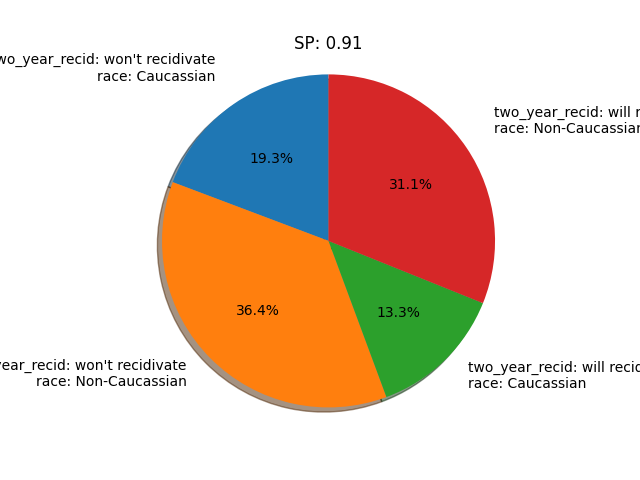 SP: 0.91
two_year_recid: won't recidivate
race: Caucassian
19.3%
two_year_recid: will
race: Non-Caucassian
31.1%
36.4%
13.3%
year_recid: won't recidivate
race: Non-Caucassian
two_year_recid: will
race: Caucassian